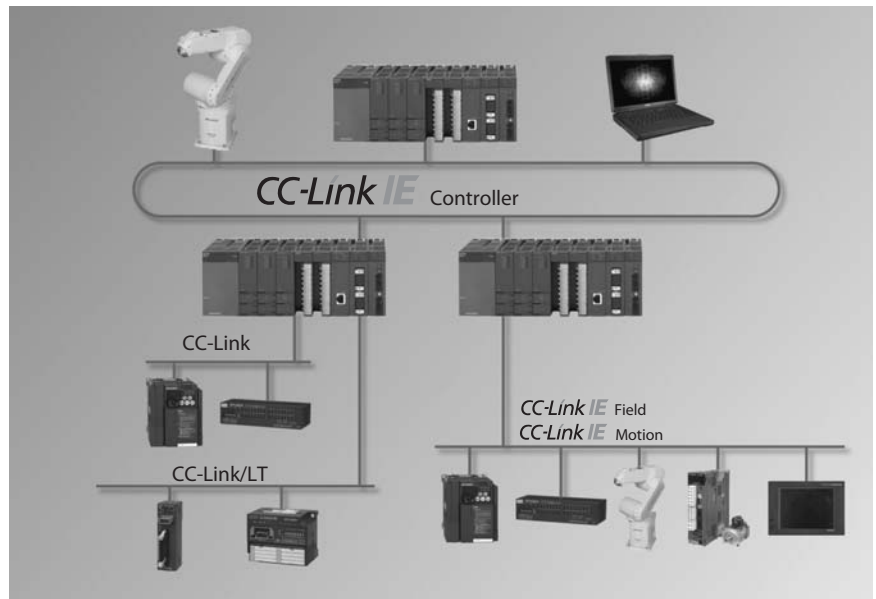 CC-Link IE Controller
CC-Link
CC-Link IE Field
CC-Link IE Motion
CC-Link/LT